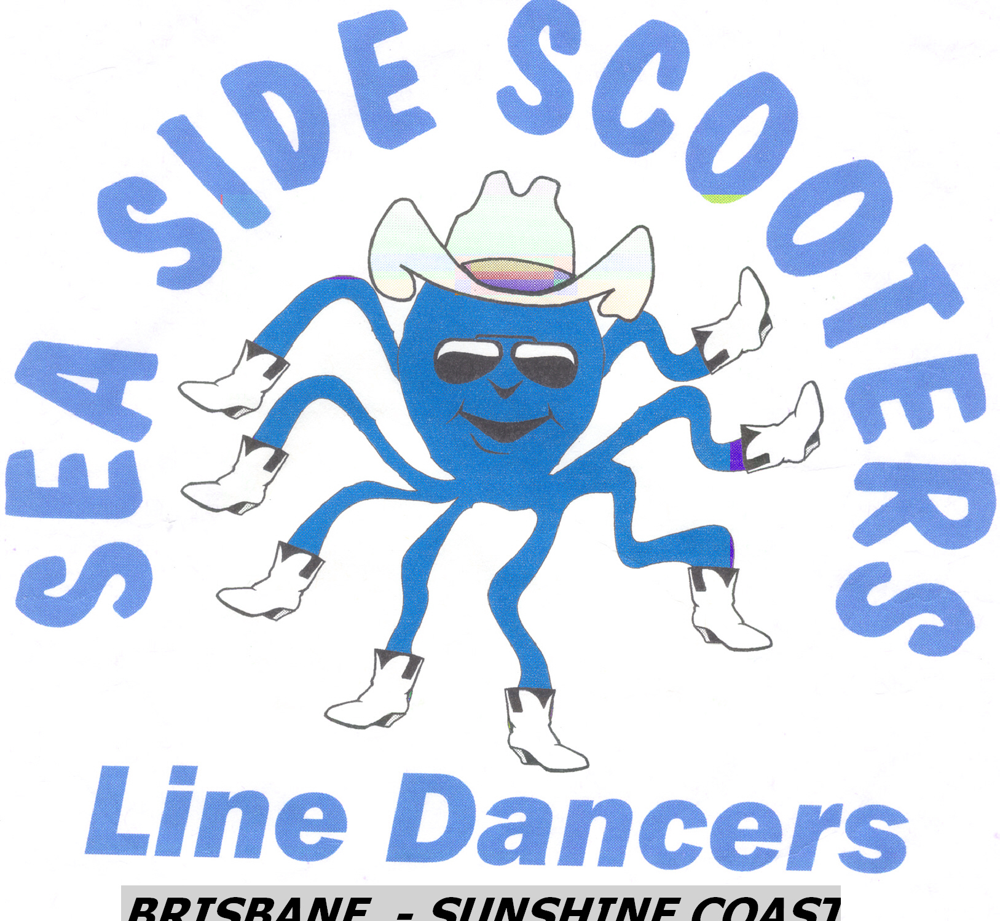 SEA SIDE SCOOTERS
Line Dancers
BRISBANE - SUNSHINE COAST